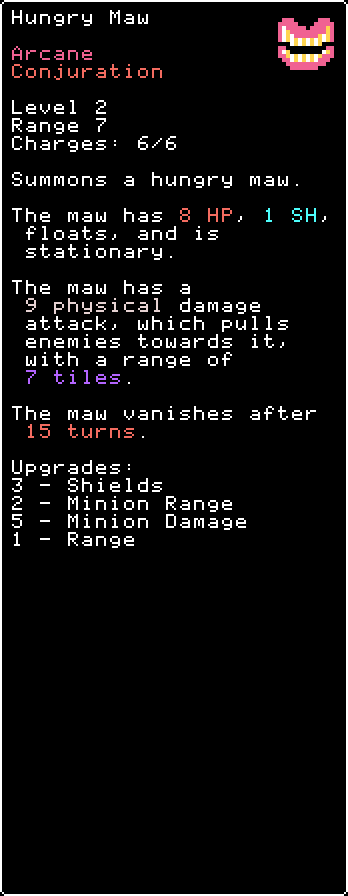 Hungry Maw
Arcane
Conjuration
Level 2
Range 7
Charges: 6/6
Summons a hungry maw.
The maw has 8 HP, 1 SH,
floats, and is
stationary.
The maw has a
9 physical damage
attack, which pulls
enemies towards it,
with a range of
7 tiles.
The maw vanishes after
15 turns.
Upgrades:
3 - Shields
2 - Minion Range
5 - Minion Damage
1 - Range